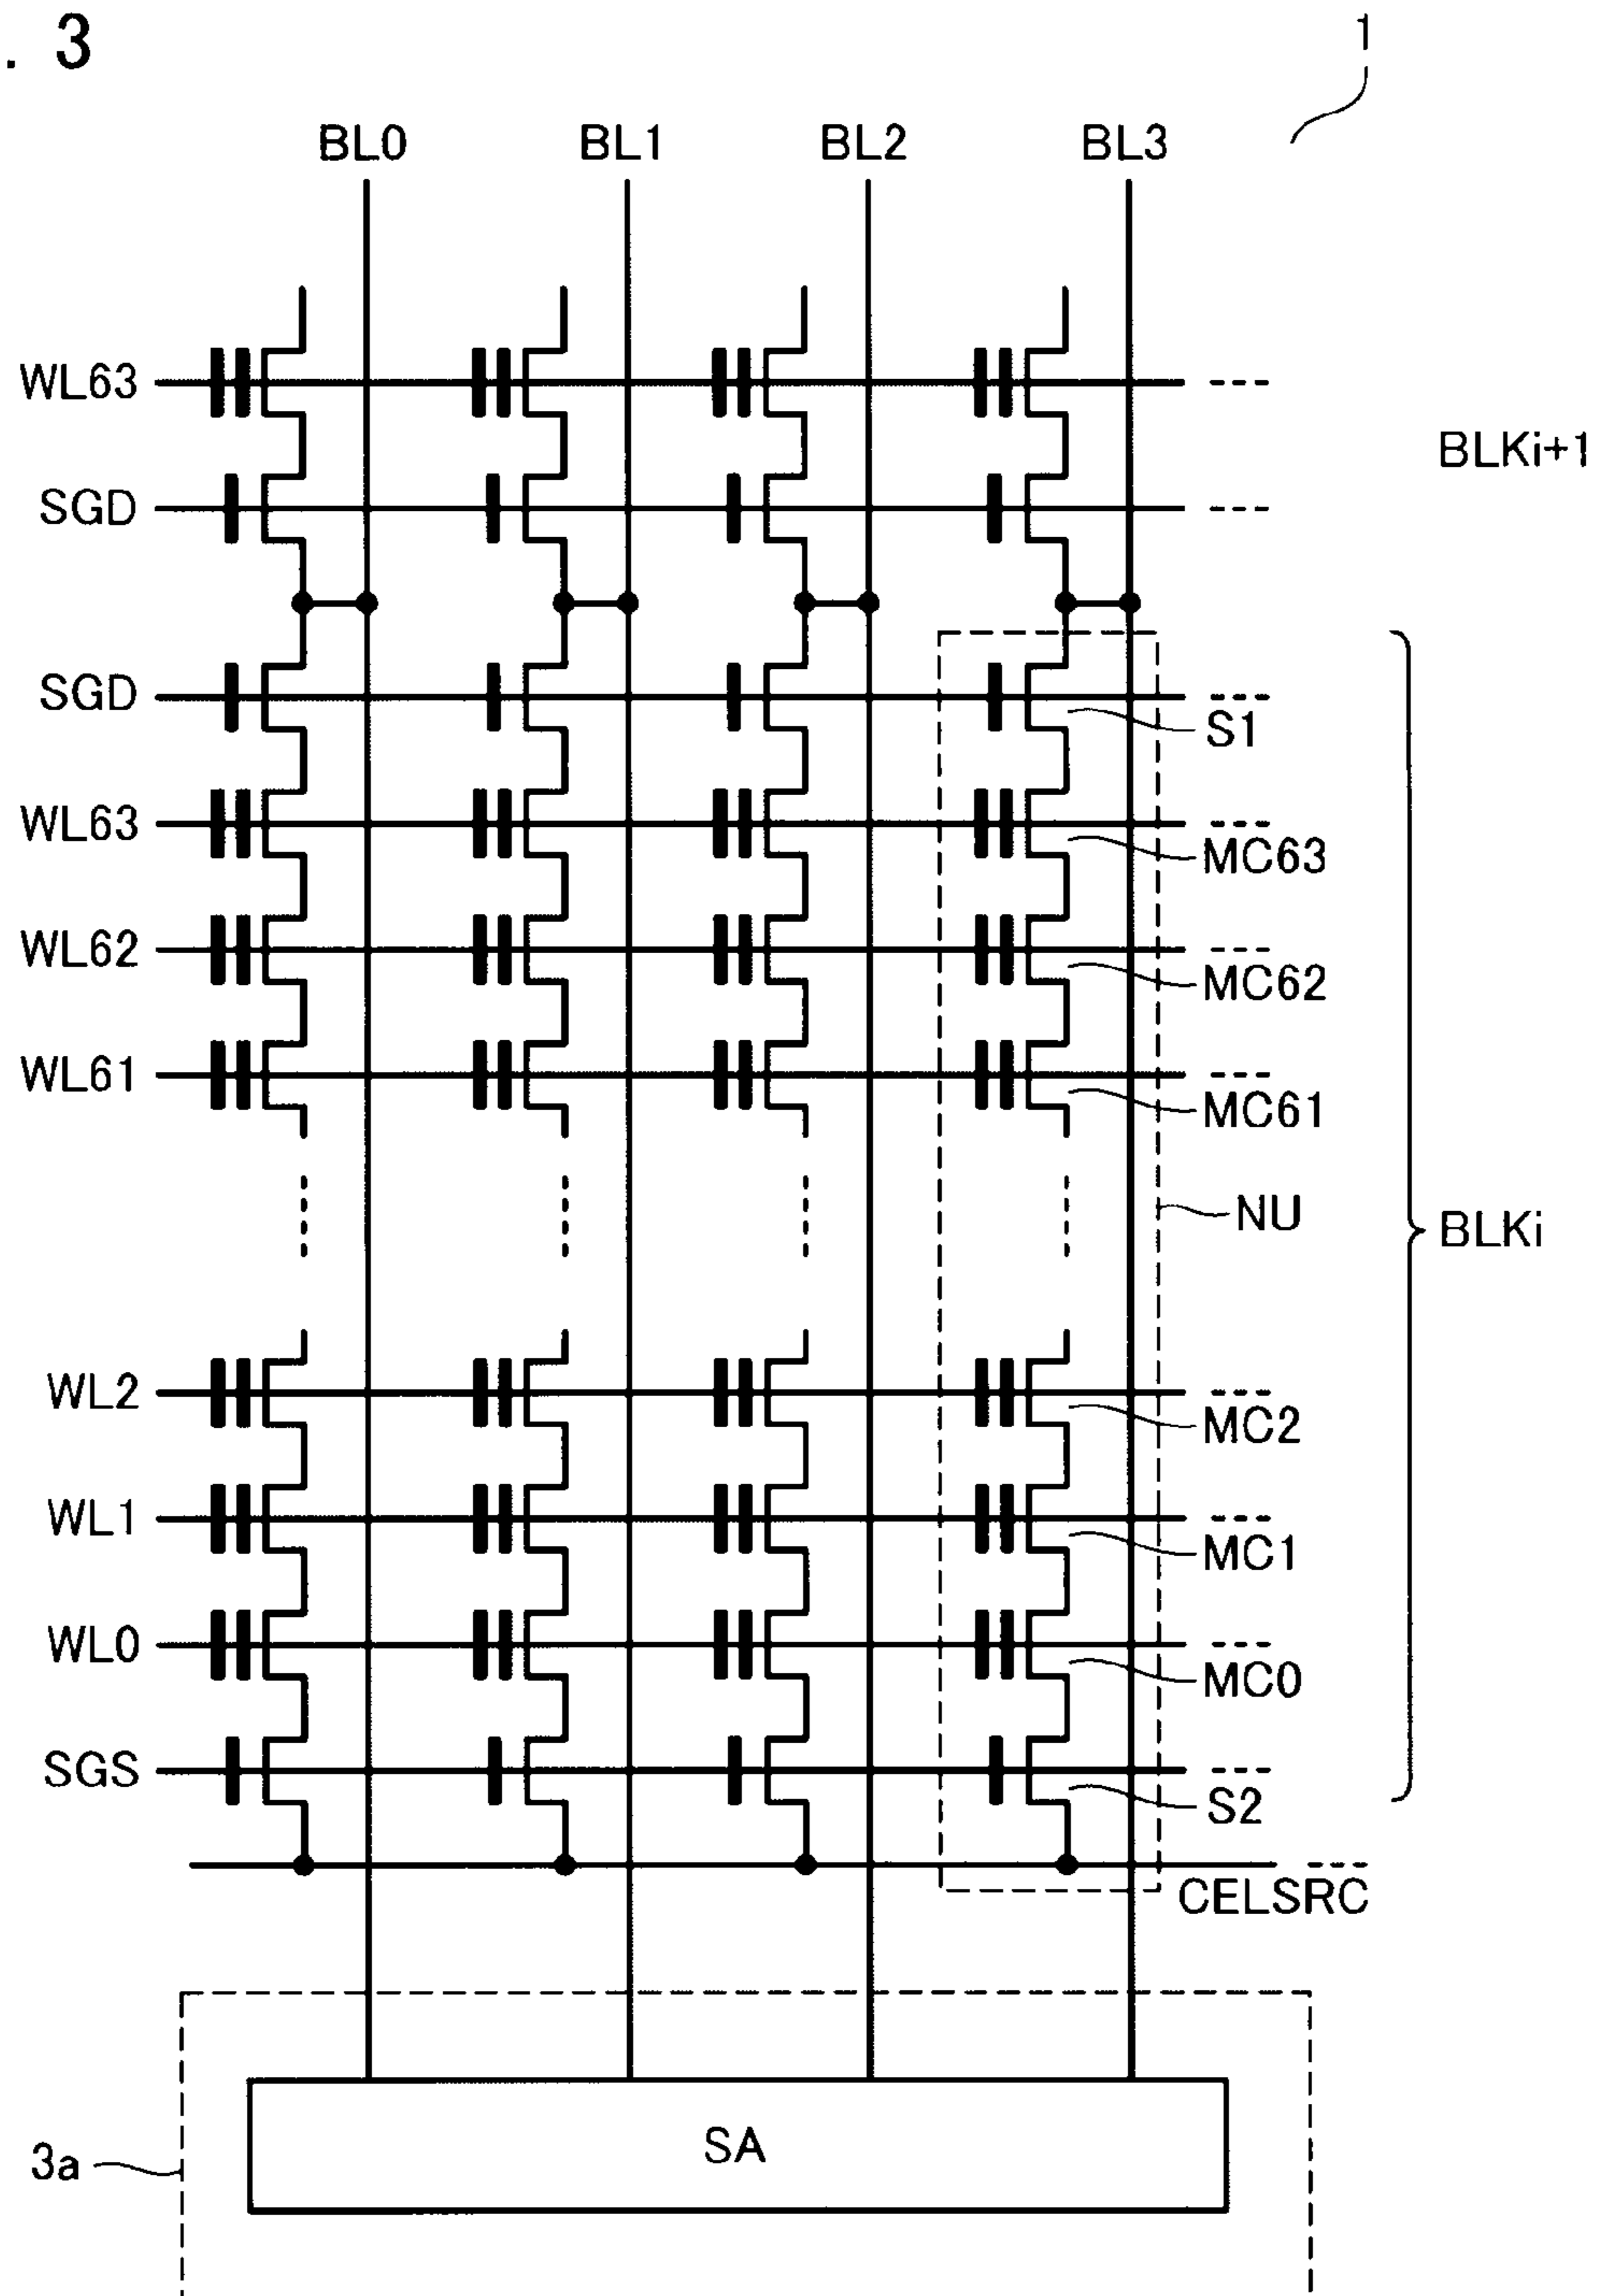 . 3
1
BL0 BL1 BL2 BL3
WL63
BLKi+1
SGD
SGD
S1
WL63
MC63
WL62
MC62
WL61
MC61
NU
BLKi
WL2
MC2
WL1
MC1
WL0
MC0
SGS
S2
CELSRC
SA
3a